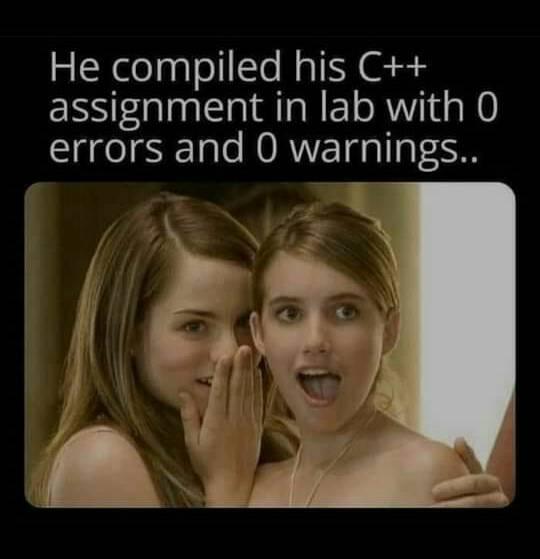 He compiled his C++
assignment in lab with 0
errors and 0 warnings..